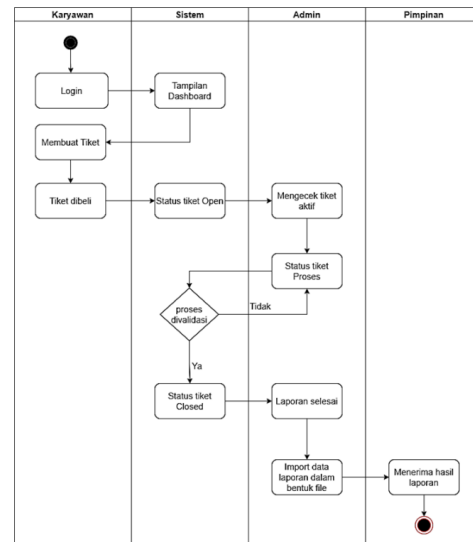 Karyawan
Sistem
Admin
Pimpinan
Login
Tampilan
Dashboard
Membuat Tiket
Tiket dibeli
Status tiket Open
Mengecek tiket
aktif
Status tiket
Proses
proses
divalidasi
Tidak
Ya
Status tiket
Closed
Laporan selesai
Import data
laporan dalam
bentuk file
Menerima hasil
laporan